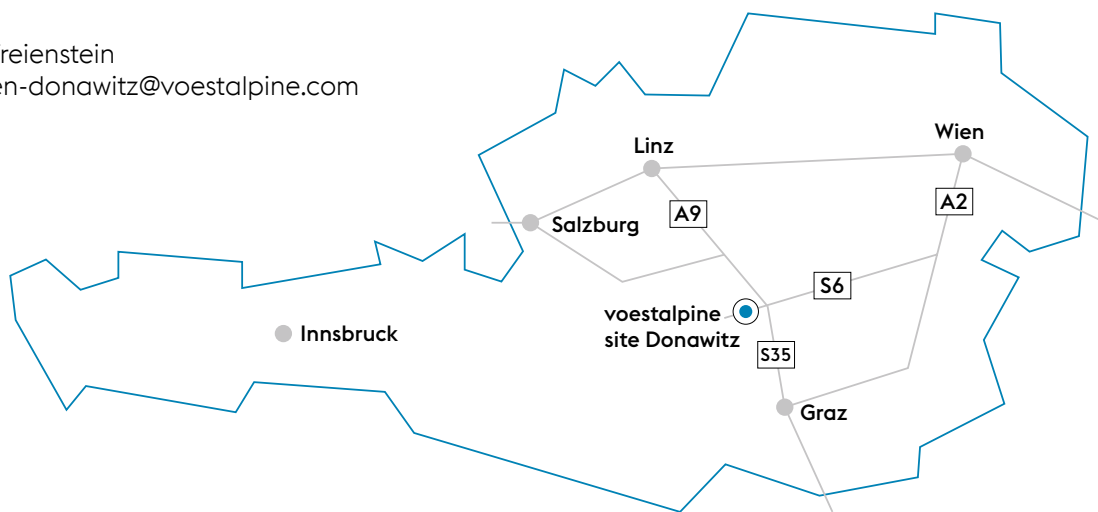 reienstein
en-donawitz@voestalpine.com
Wien
Linz
A2
A9
Salzburg
S6
voestalpine
site Donawitz
Innsbruck
S35
Graz